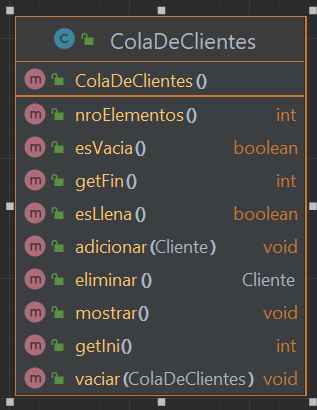 C ColaDeClientes
m ColaDeClientes()
m nroElementos() int
m esVacia() boolean
m getFin() int
m esLlena() boolean
m adicionar(Cliente) void
m eliminar() Cliente
m mostrar() void
m getIni() int
m vaciar(ColaDeClientes) void